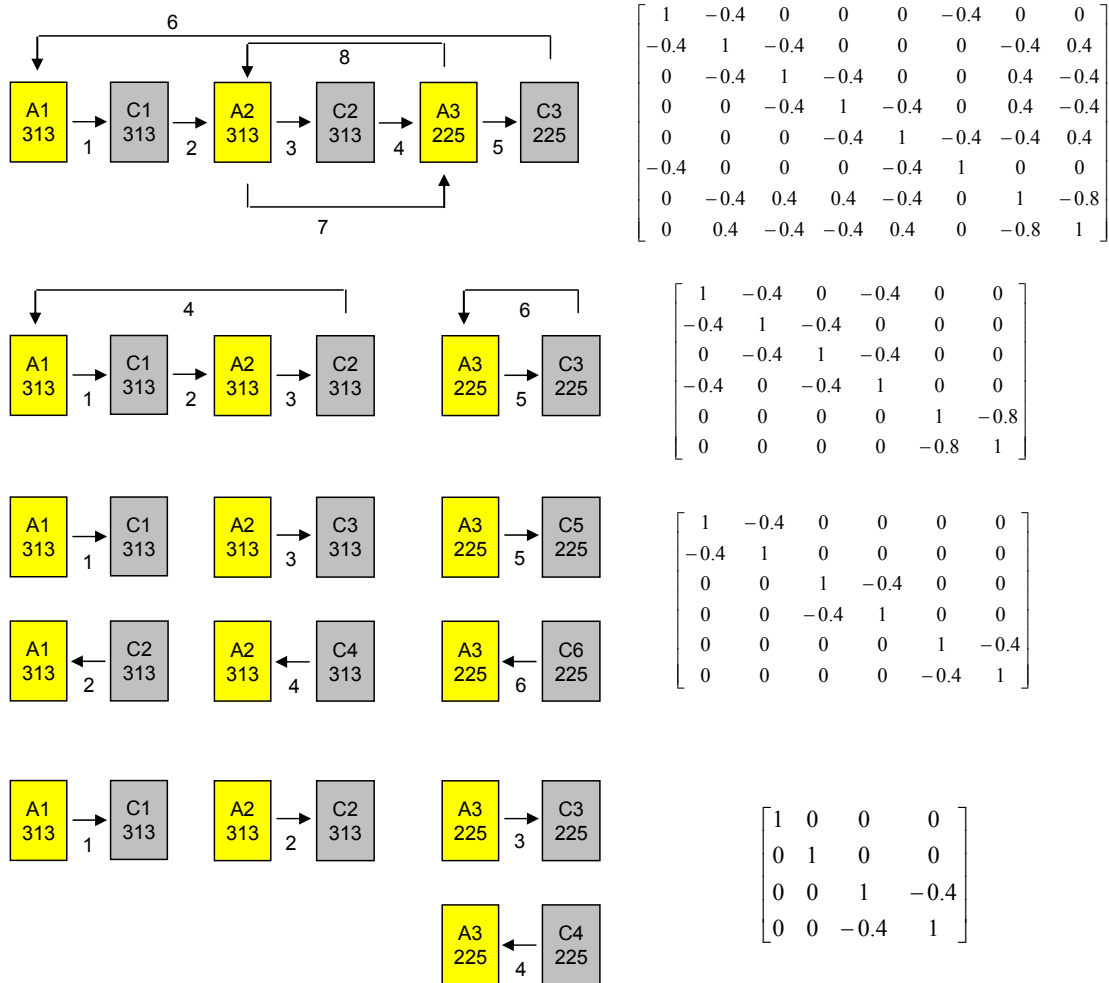 6
8
A1
313
C1
313
A2
313
C2
313
A3
225
C3
225
1
2
3
4
5
7
1 −0.4 0 0 0 −0.4 0 0
−0.4 1 −0.4 0 0 0 −0.4 0.4
0 −0.4 1 −0.4 0 0 0.4 −0.4
0 0 −0.4 1 −0.4 0 0.4 −0.4
0 0 0 −0.4 1 −0.4 −0.4 0.4
−0.4 0 0 0 −0.4 1 0 0
0 −0.4 0.4 0.4 −0.4 0 1 −0.8
0 0.4 −0.4 −0.4 0.4 0 −0.8 1
4
6
A1
313
C1
313
A2
313
C2
313
A3
225
C3
225
1
2
3
5
1 −0.4 0 −0.4 0 0
−0.4 1 −0.4 0 0 0
0 −0.4 1 −0.4 0 0
−0.4 0 −0.4 1 0 0
0 0 0 0 1 −0.8
0 0 0 0 −0.8 1
A1
313
C1
313
A2
313
C3
313
A3
225
C5
225
1
3
5
A1
313
C2
313
A2
313
C4
313
A3
225
C6
225
2
4
6
1 −0.4 0 0 0 0
−0.4 1 0 0 0 0
0 0 1 −0.4 0 0
0 0 −0.4 1 0 0
0 0 0 0 1 −0.4
0 0 0 0 −0.4 1
A1
313
C1
313
A2
313
C2
313
A3
225
C3
225
1
2
3
A3
225
C4
225
4
1 0 0 0
0 1 0 0
0 0 1 −0.4
0 0 −0.4 1